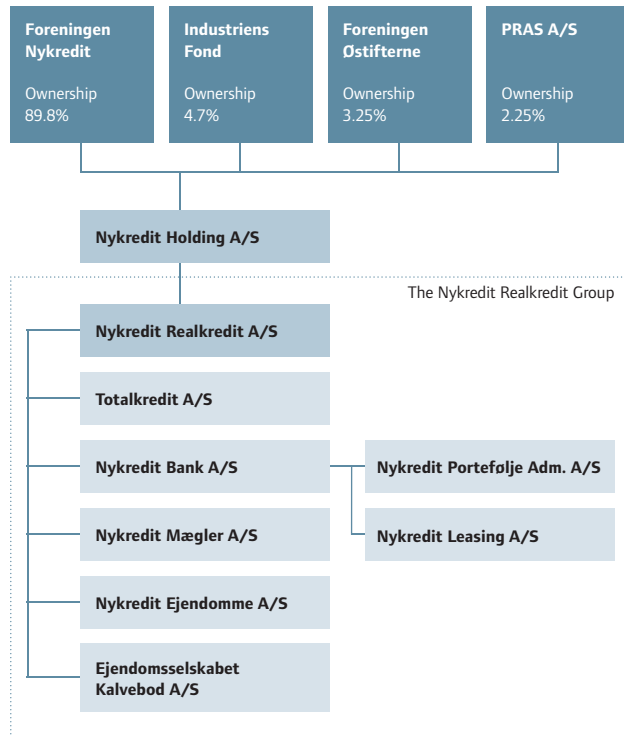 Foreningen
Nykredit
Ownership
89.8%
Industriens
Fond
Ownership
4.7%
Foreningen
Østifterne
Ownership
3.25%
PRAS A/S
Ownership
2.25%
Nykredit Holding A/S
The Nykredit Realkredit Group
Nykredit Realkredit A/S
Totalkredit A/S
Nykredit Bank A/S
Nykredit Portefølje Adm. A/S
Nykredit Mægler A/S
Nykredit Leasing A/S
Nykredit Ejendomme A/S
Ejendomsselskabet
Kalvebod A/S